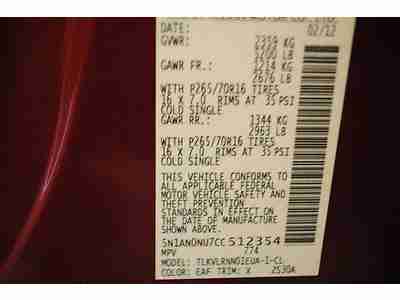 DATE: 02/12
GVWR: 2359 KG
5200 LB
GAWR FR.: 1214 KG
2676 LB
WITH P265/70R16 TIRES
16 X 7.0 RIMS AT 35 PSI
COLD SINGLE
GAWR RR.: 1344 KG
2963 LB
WITH P265/70R16 TIRES
16 X 7.0 RIMS AT 35 PSI
COLD SINGLE
THIS VEHICLE CONFORMS TO
ALL APPLICABLE FEDERAL
MOTOR VEHICLE SAFETY
AND THEFT PREVENTION
STANDARDS IN EFFECT ON
THE DATE OF MANUFACTURE
SHOWN ABOVE.
5N1AN0NU7CC512354
MPV 774
MODEL: TLKVLRNN0IEUA-I-CL
COLOR: EAF TRIM: X 2S30A